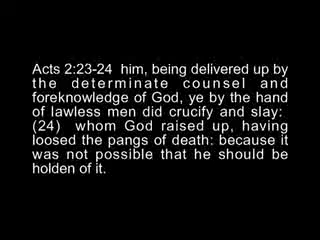 Acts 2:23-24 him, being delivered up by
the determinate counsel and
foreknowledge of God, ye by the hand
of lawless men did crucify and slay:
(24) whom God raised up, having
loosed the pangs of death: because it
was not possible that he should be
holden of it.